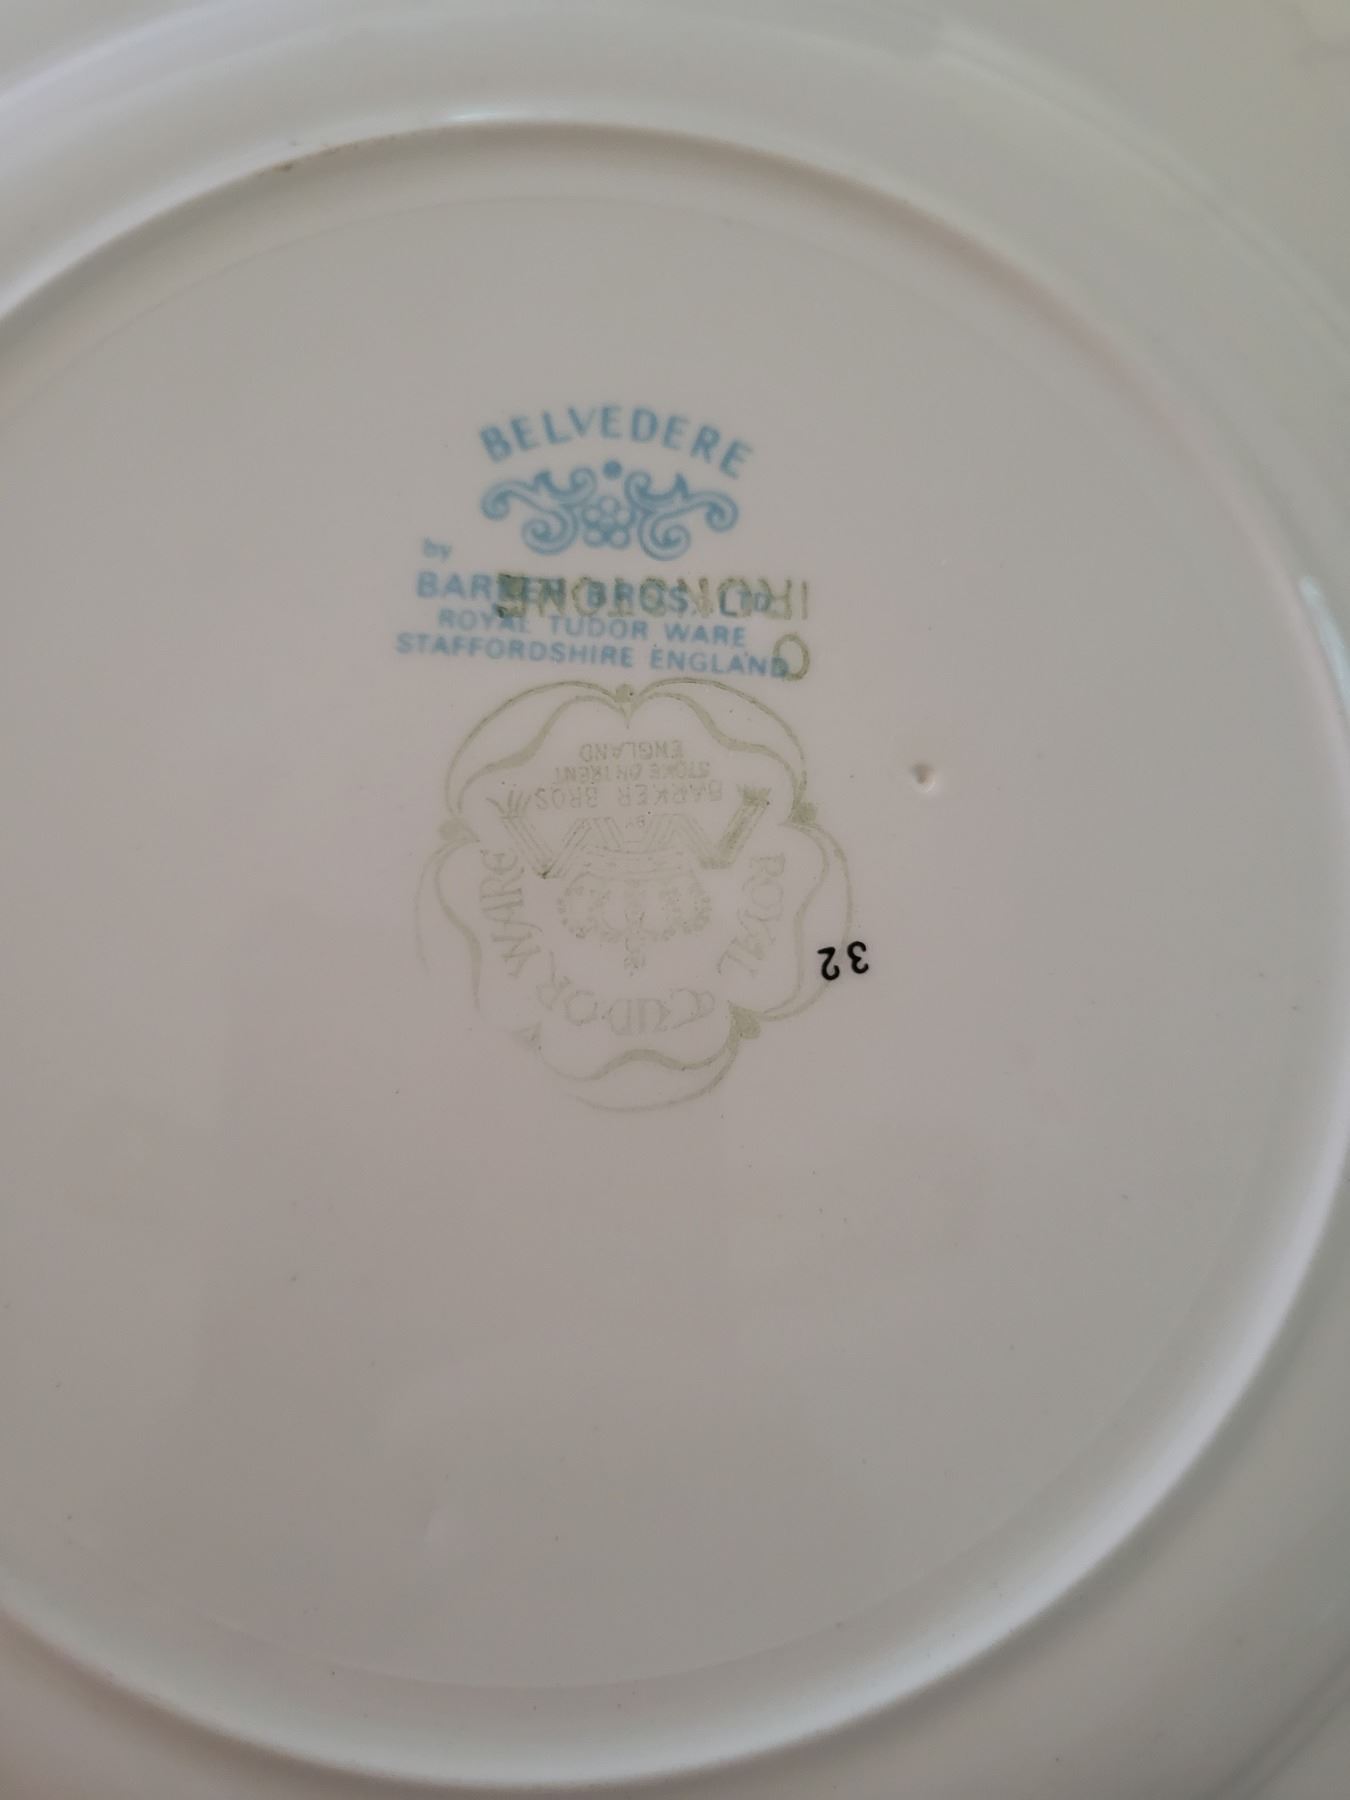 BELVEDERE
by
BARKER BROS. LTD.
ROYAL TUDOR WARE
STAFFORDSHIRE ENGLAND
ROYAL TUDOR WARE
BY
BARKER BROS
STOKE ON TRENT
ENGLAND
O
IRONSTONE
32